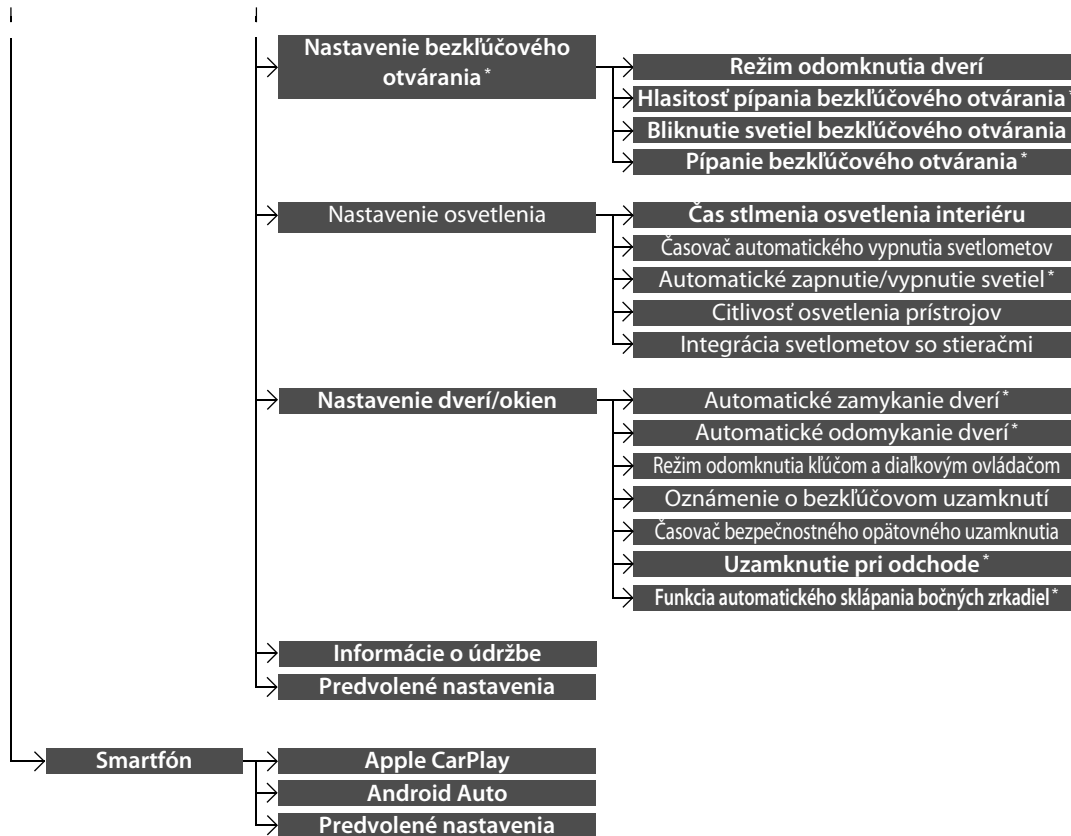 Nastavenie bezkľúčového
otvárania*
Režim odomknutia dverí
Hlasitosť pípania bezkľúčového otvárania*
Bliknutie svetiel bezkľúčového otvárania
Pípanie bezkľúčového otvárania*
Nastavenie osvetlenia
Čas stlmenia osvetlenia interiéru
Časovač automatického vypnutia svetlometov
Automatické zapnutie/vypnutie svetiel*
Citlivosť osvetlenia prístrojov
Integrácia svetlometov so stieračmi
Nastavenie dverí/okien
Automatické zamykanie dverí*
Automatické odomykanie dverí*
Režim odomknutia kľúčom a diaľkovým ovládačom
Oznámenie o bezkľúčovom uzamknutí
Časovač bezpečnostného opätovného uzamknutia
Uzamknutie pri odchode*
Funkcia automatického sklápania bočných zrkadiel*
Informácie o údržbe
Predvolené nastavenia
Smartfón
Apple CarPlay
Android Auto
Predvolené nastavenia